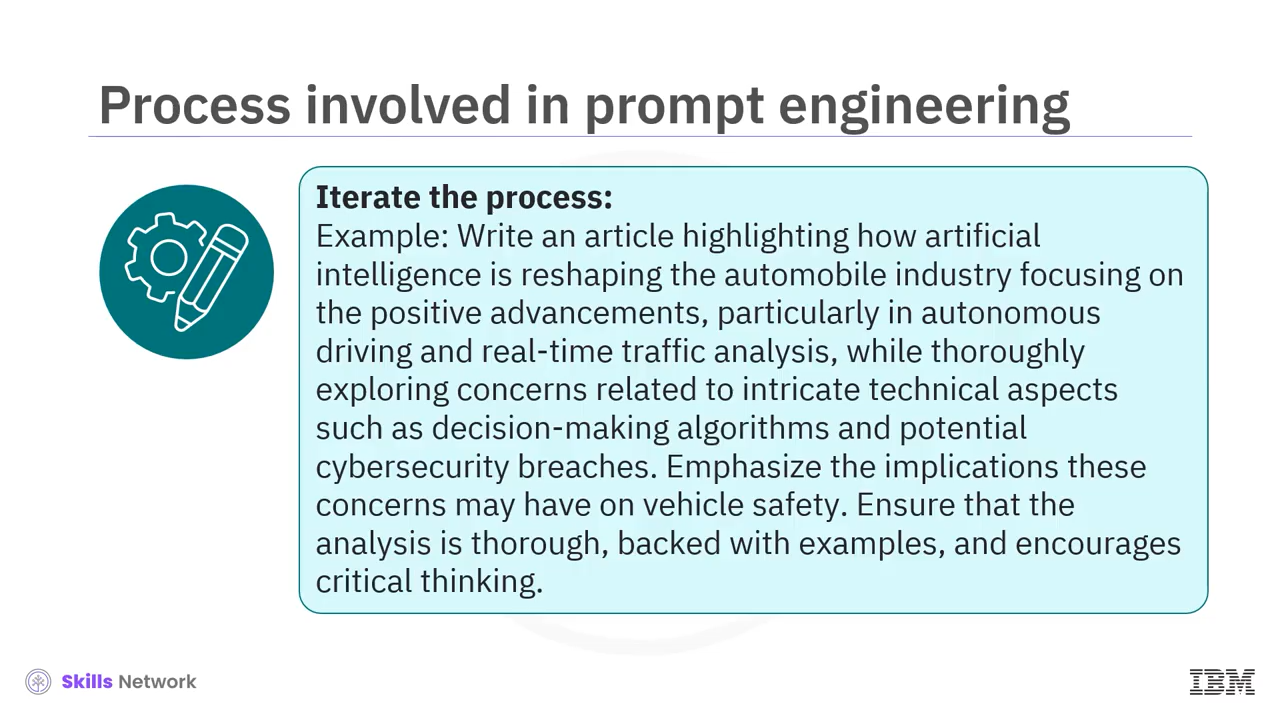 Process involved in prompt engineering
Iterate the process:
Example: Write an article highlighting how artificial
intelligence is reshaping the automobile industry focusing on
the positive advancements, particularly in autonomous
driving and real-time traffic analysis, while thoroughly
exploring concerns related to intricate technical aspects
such as decision-making algorithms and potential
cybersecurity breaches. Emphasize the implications these
concerns may have on vehicle safety. Ensure that the
analysis is thorough, backed with examples, and encourages
critical thinking.
Skills Network
IBM